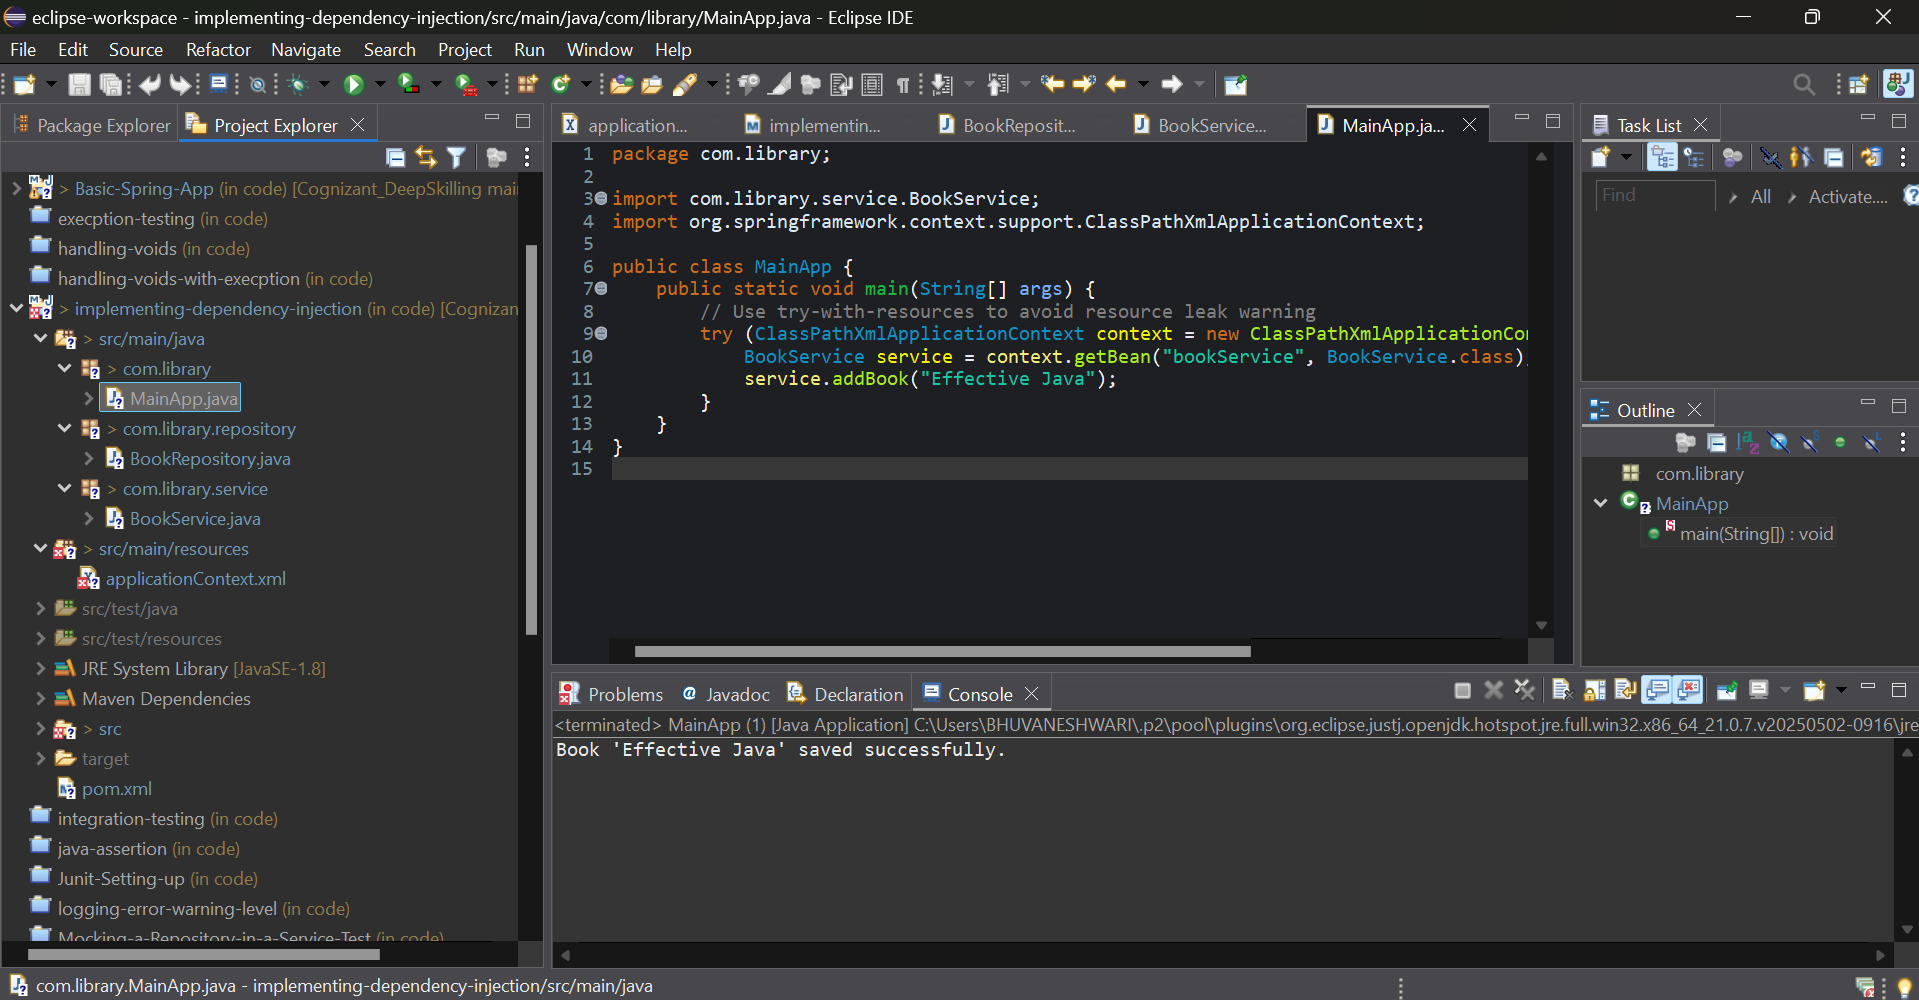 eclipse-workspace - implementing-dependency-injection/src/main/java/com/library/MainApp.java - Eclipse IDE
File Edit Source Refactor Navigate Search Project Run Window Help
Package Explorer Project Explorer
> Basic-Spring-App (in code) [Cognizant_DeepSkilling mai
execption-testing (in code)
handling-voids (in code)
handling-voids-with-execption (in code)
> implementing-dependency-injection (in code) [Cognizan
> src/main/java
> com.library
MainApp.java
> com.library.repository
BookRepository.java
> com.library.service
BookService.java
> src/main/resources
applicationContext.xml
src/test/java
src/test/resources
JRE System Library [JavaSE-1.8]
Maven Dependencies
> src
target
pom.xml
integration-testing (in code)
java-assertion (in code)
Junit-Setting-up (in code)
logging-error-warning-level (in code)
Mocking-a-Repository-in-a-Service-Test (in code)
application... implementin... BookReposit... BookService... MainApp.ja...
1 package com.library;
2
3 import com.library.service.BookService;
4 import org.springframework.context.support.ClassPathXmlApplicationContext;
5
6 public class MainApp {
7 public static void main(String[] args) {
8 // Use try-with-resources to avoid resource leak warning
9 try (ClassPathXmlApplicationContext context = new ClassPathXmlApplicationCo
10 BookService service = context.getBean("bookService", BookService.class)
11 service.addBook("Effective Java");
12 }
13 }
14 }
15
Task List
Find All Activate....
Outline
com.library
MainApp
main(String[]) : void
Problems Javadoc Declaration Console
<terminated> MainApp (1) [Java Application] C:\Users\BHUVANESHWARI\.p2\pool\plugins\org.eclipse.justj.openjdk.hotspot.jre.full.win32.x86_64_21.0.7.v20250502-0916\jre
Book 'Effective Java' saved successfully.
com.library.MainApp.java - implementing-dependency-injection/src/main/java